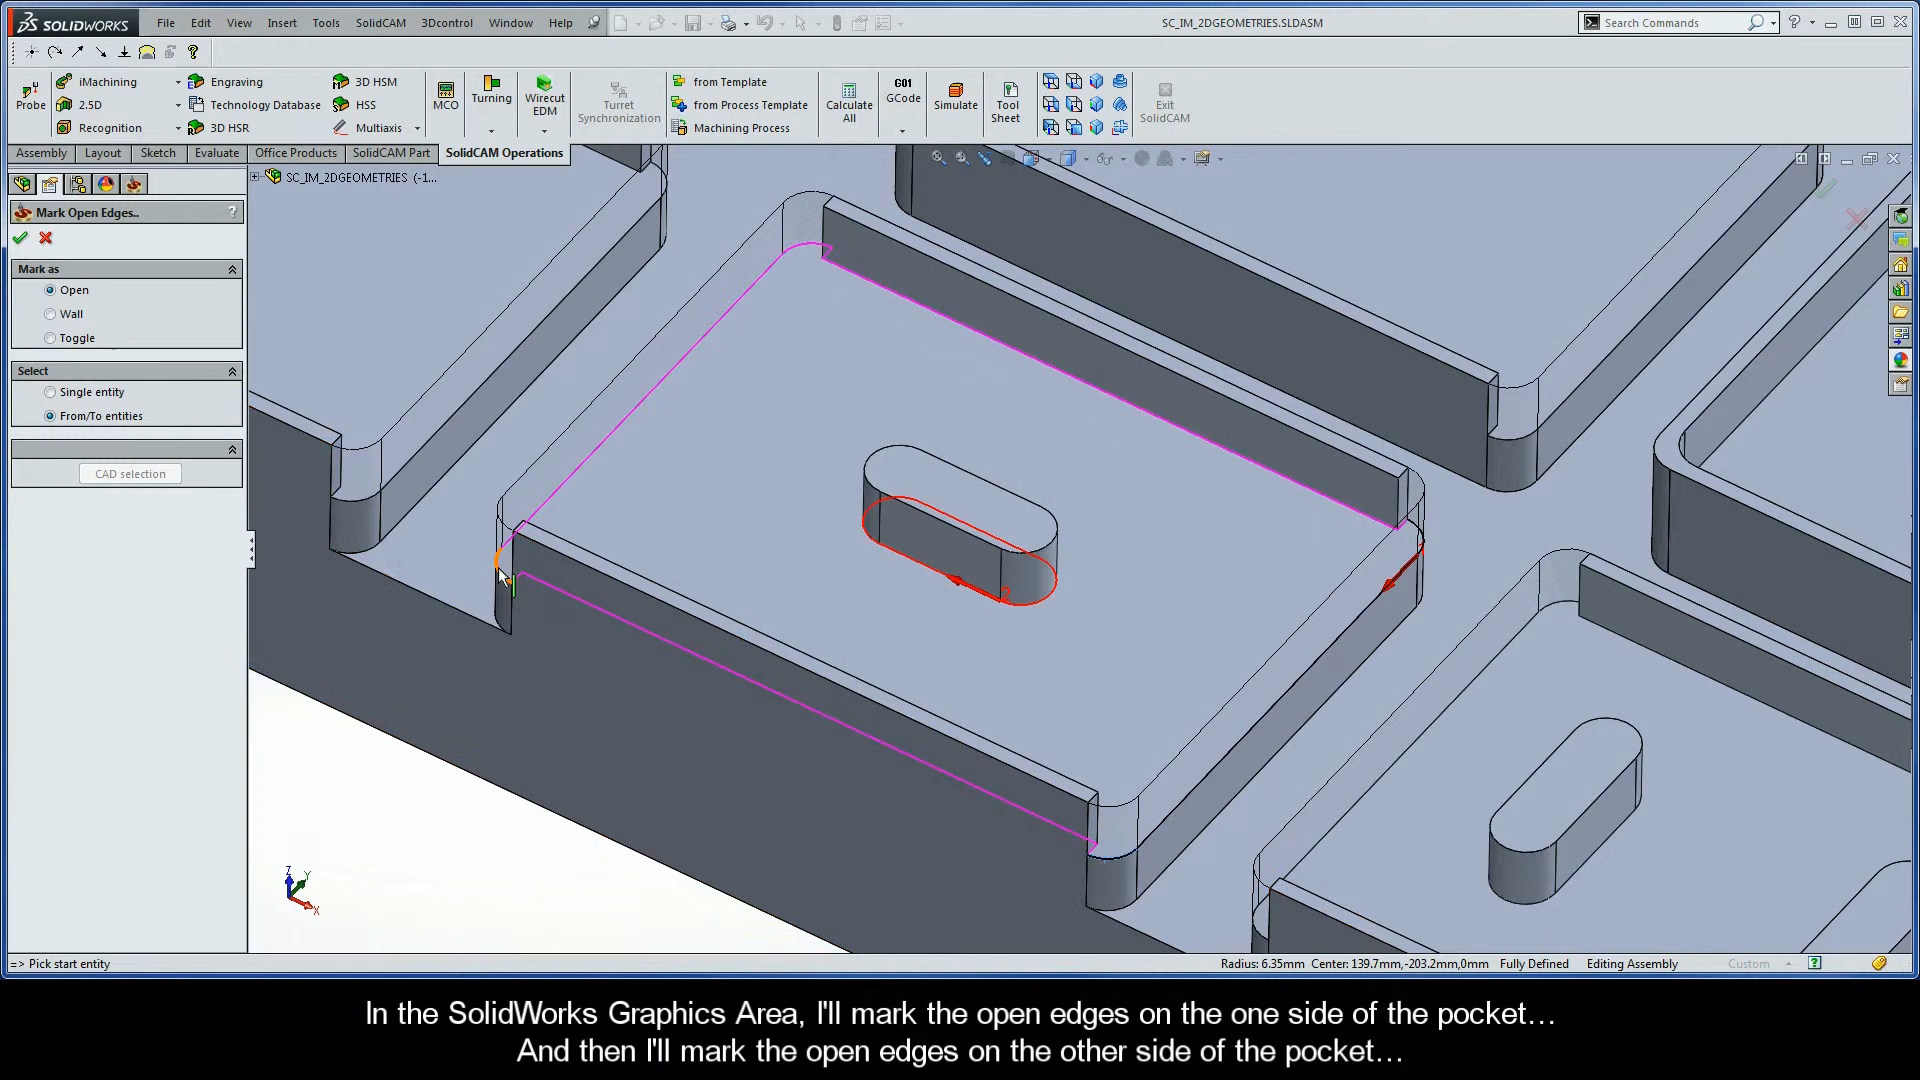 SOLIDWORKS File Edit View Insert Tools SolidCAM 3Dcontrol Window Help SC_IM_2DGEOMETRIES.SLDASM Search Commands
iMachining Engraving 3D HSM from Template
Probe 2.5D Technology Database HSS MCO Turning Wirecut EDM Turret Synchronization from Process Template Calculate All G01 GCode Simulate Tool Sheet Exit SolidCAM
Recognition 3D HSR Multiaxis Machining Process
Assembly Layout Sketch Evaluate Office Products SolidCAM Part SolidCAM Operations
SC_IM_2DGEOMETRIES (-1...
Mark Open Edges.. ?
Mark as
Open
Wall
Toggle
Select
Single entity
From/To entities
CAD selection
2
Z
Y
X
=> Pick start entity Radius: 6.35mm Center: 139.7mm,-203.2mm,0mm Fully Defined Editing Assembly Custom
In the SolidWorks Graphics Area, I'll mark the open edges on the one side of the pocket…
And then I'll mark the open edges on the other side of the pocket…